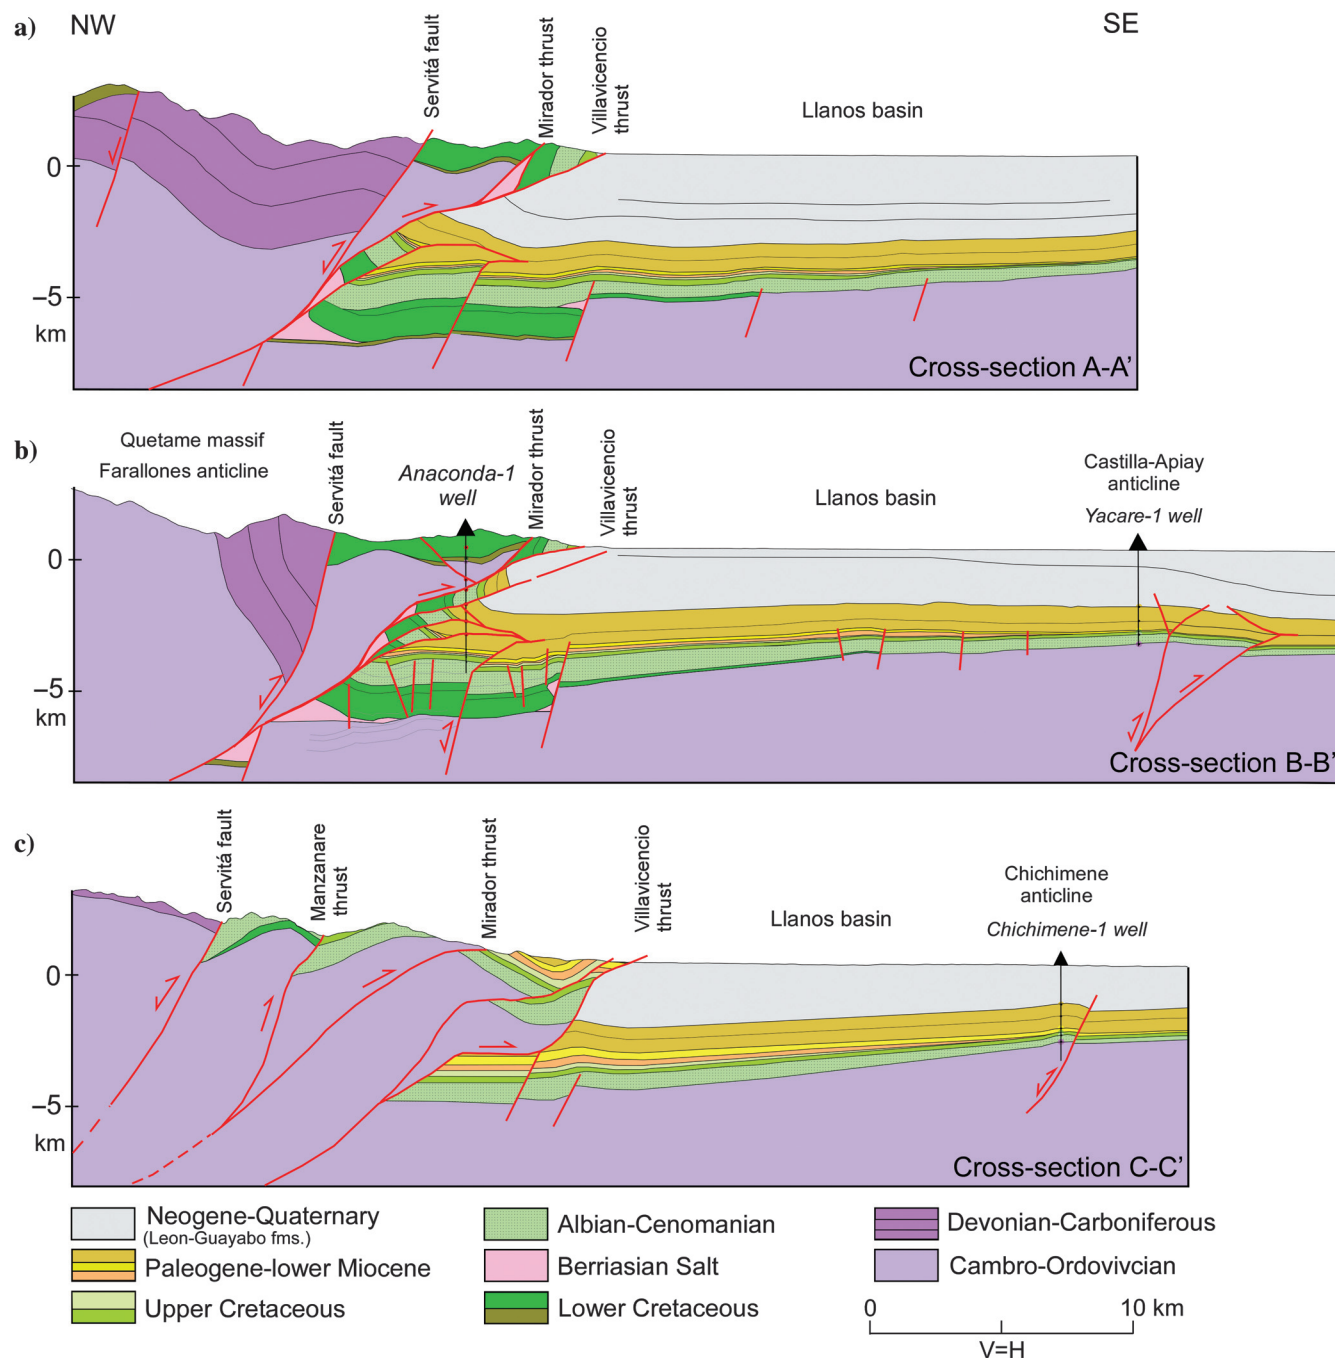 a)
NW
SE
Servitá fault
Mirador thrust
Villavicencio
thrust
Llanos basin
0
–5
km
Cross-section A-A’
b)
Quetame massif
Farallones anticline
Servitá fault
Anaconda-1
well
Mirador thrust
Villavicencio
thrust
Llanos basin
Castilla-Apiay
anticline
Yacare-1 well
0
–5
km
Cross-section B-B’
c)
Servitá fault
Manzanare
thrust
Mirador thrust
Villavicencio
thrust
Llanos basin
Chichimene
anticline
Chichimene-1 well
0
–5
km
Cross-section C-C’
Neogene-Quaternary
(Leon-Guayabo fms.)
Paleogene-lower Miocene
Upper Cretaceous
Albian-Cenomanian
Berriasian Salt
Lower Cretaceous
Devonian-Carboniferous
Cambro-Ordovivcian
0
10 km
V=H